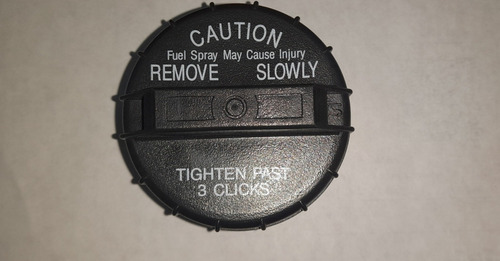 CAUTION
Fuel Spray May Cause Injury
REMOVE SLOWLY
TIGHTEN PAST
3 CLICKS